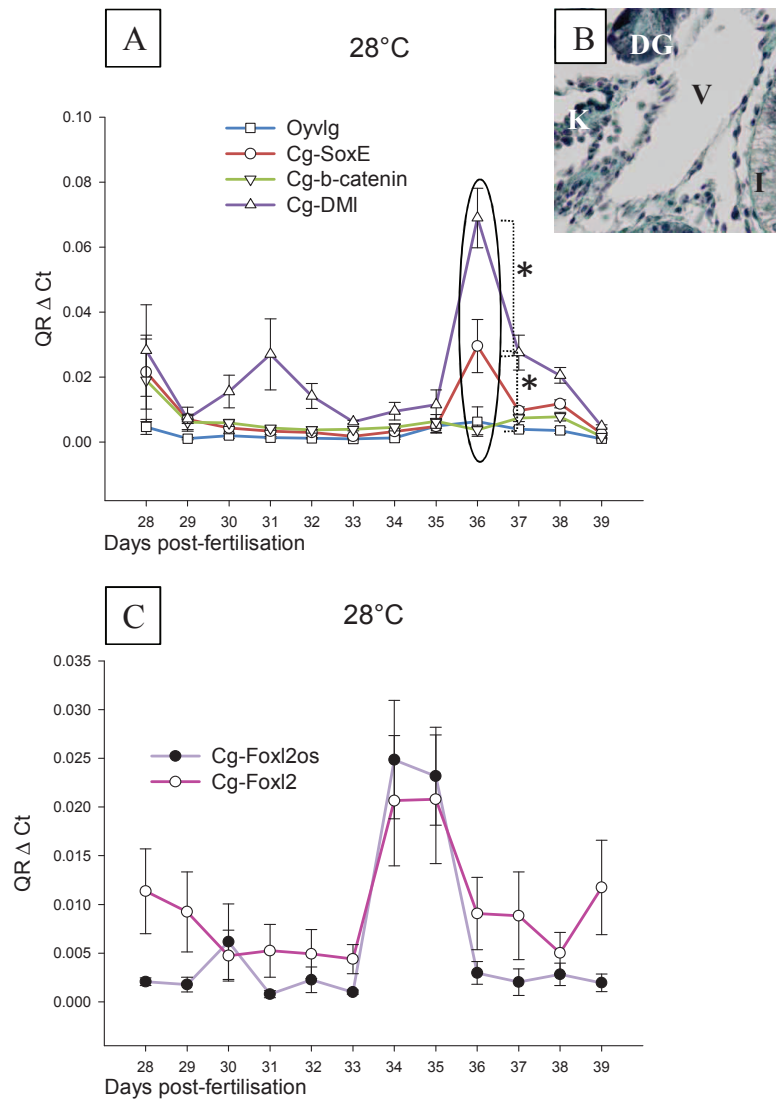 A
28°C
B
DG
V
K
I
0.10
0.08
0.06
0.04
0.02
0.00
QR Δ Ct
Oyvlg
Cg-SoxE
Cg-b-catenin
Cg-DMl
*
*
28 29 30 31 32 33 34 35 36 37 38 39
Days post-fertilisation
C
28°C
0.035
0.030
0.025
0.020
0.015
0.010
0.005
0.000
QR Δ Ct
Cg-Foxl2os
Cg-Foxl2
28 29 30 31 32 33 34 35 36 37 38 39
Days post-fertilisation